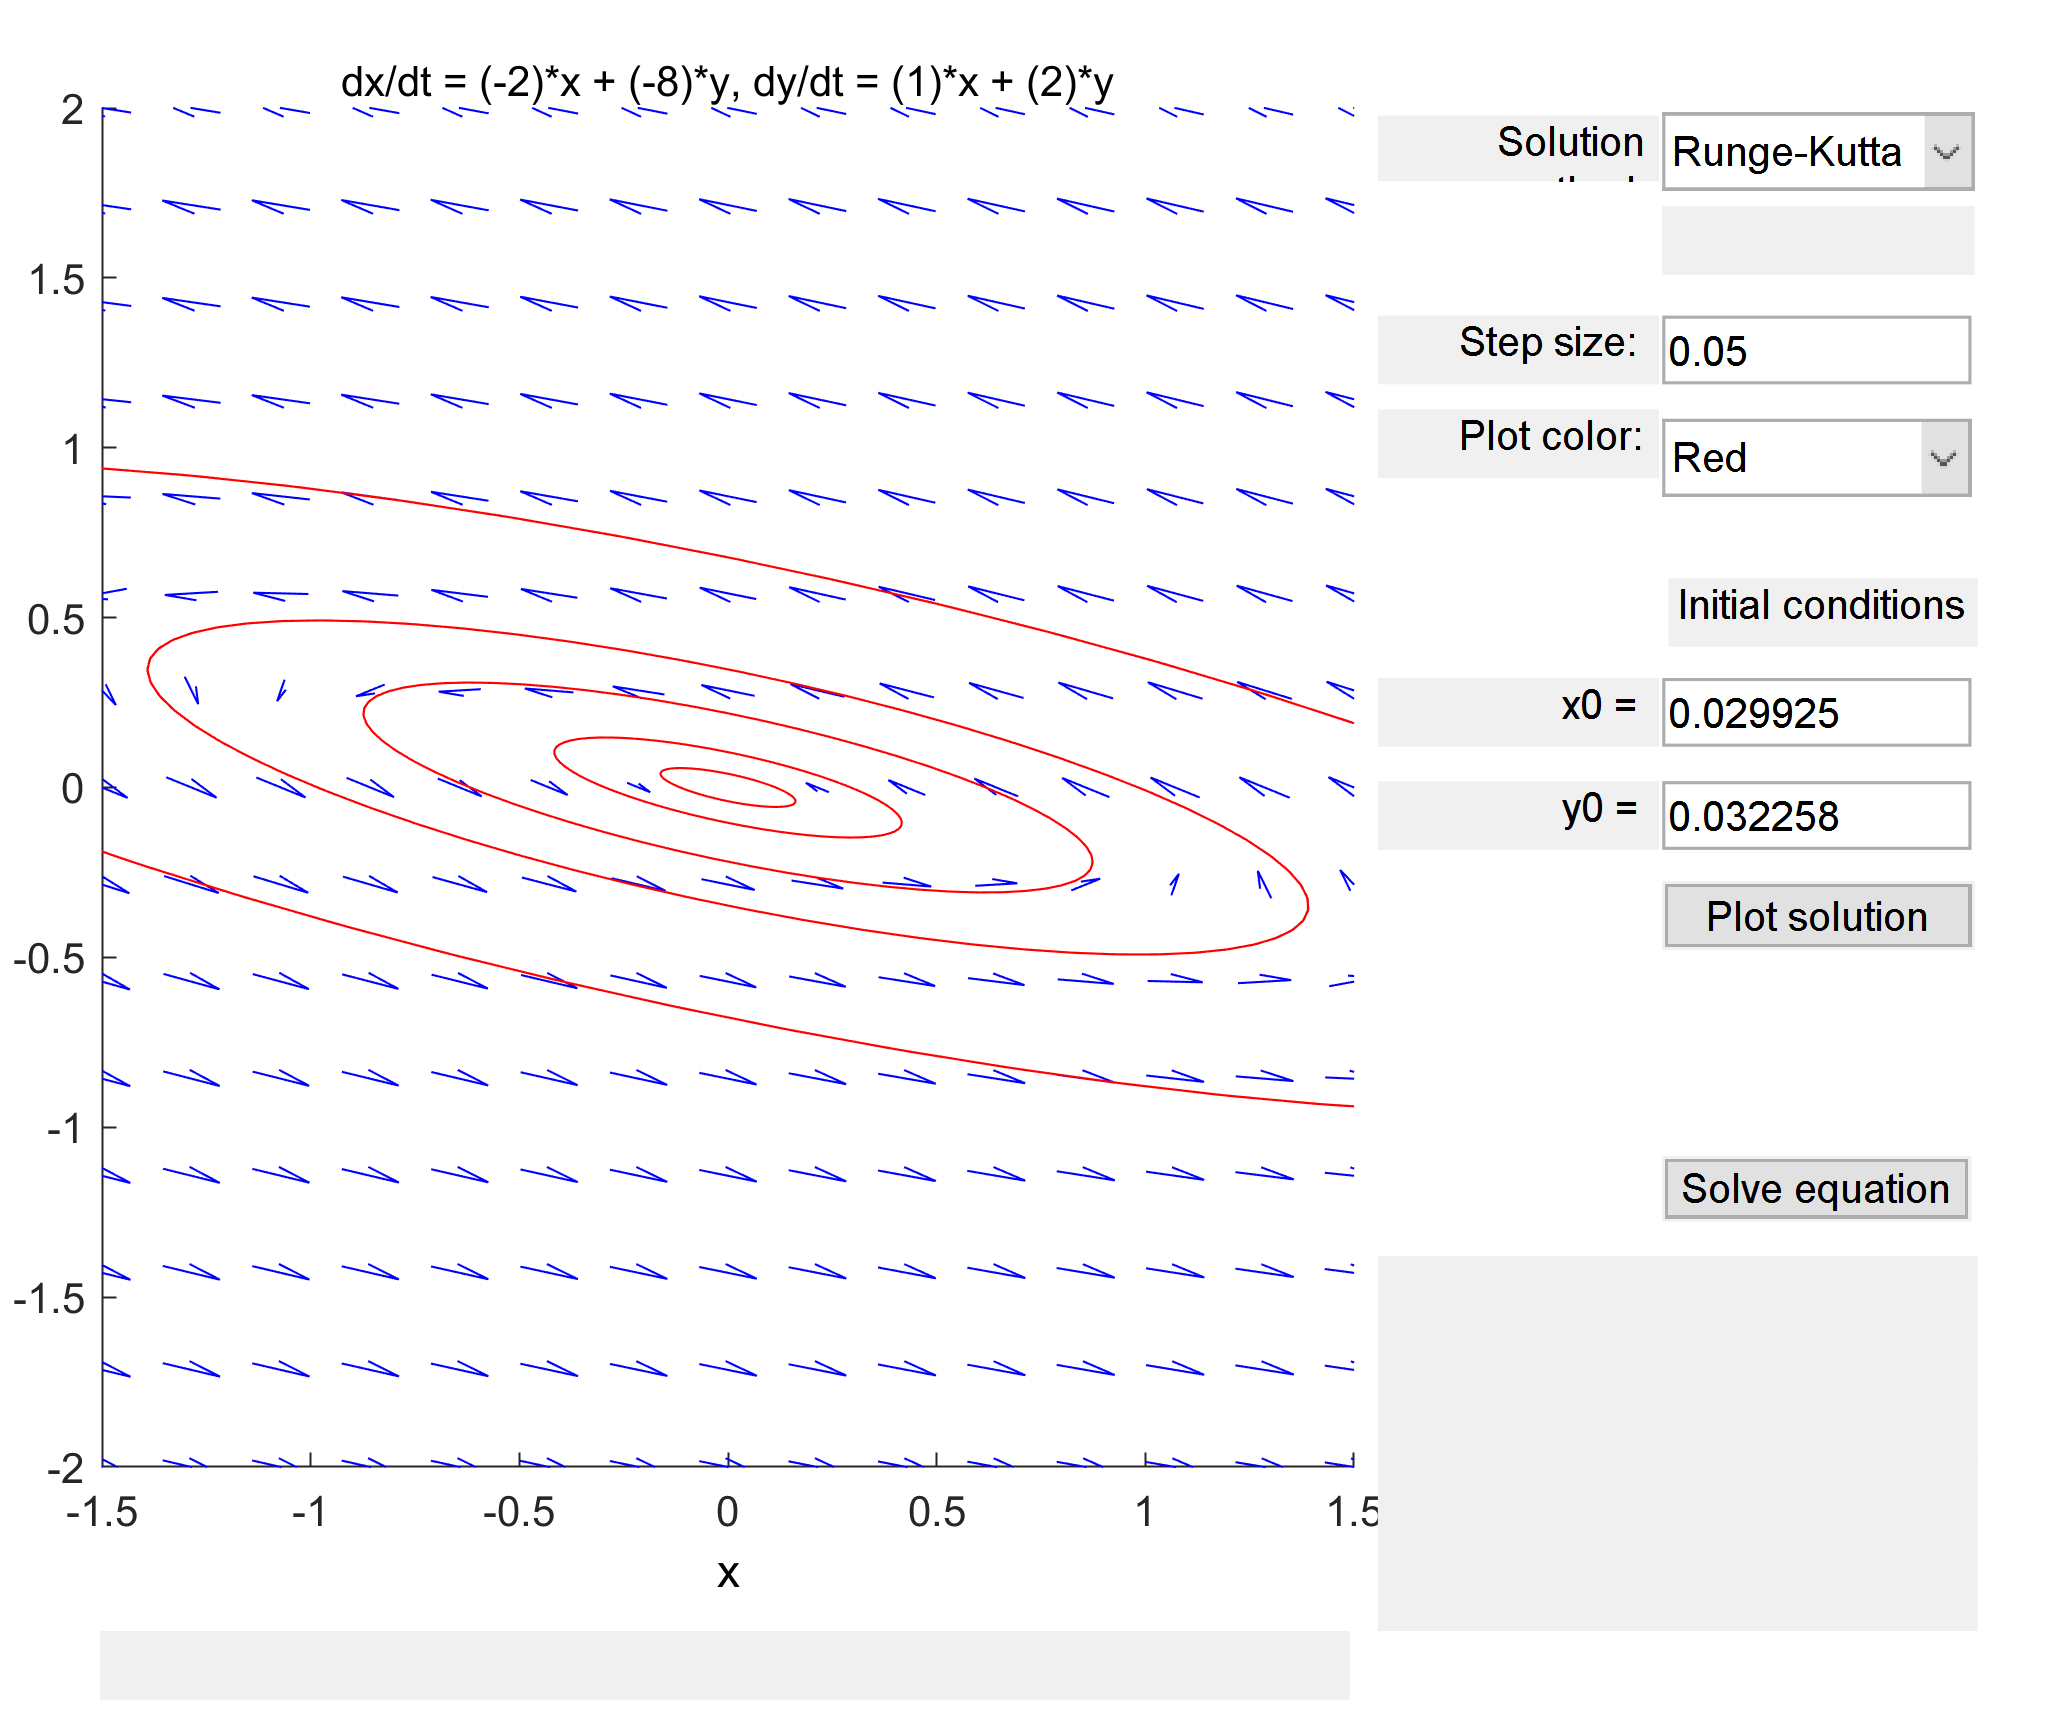 dx/dt = (-2)*x + (-8)*y, dy/dt = (1)*x + (2)*y
2
1.5
1
0.5
0
-0.5
-1
-1.5
-2
-1.5 -1 -0.5 0 0.5 1 1.5
x
Solution
Runge-Kutta
Step size: 0.05
Plot color: Red
Initial conditions
x0 = 0.029925
y0 = 0.032258
Plot solution
Solve equation